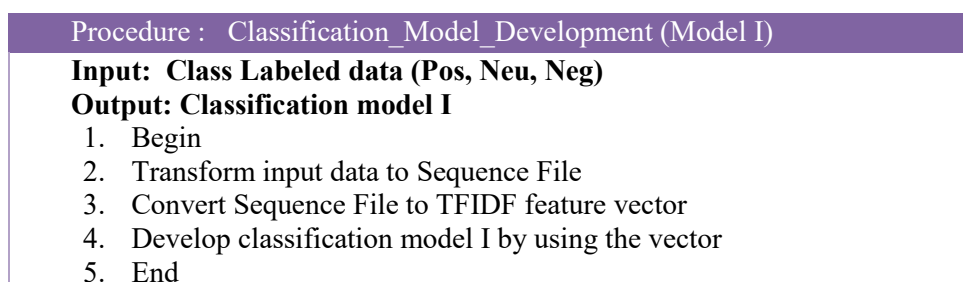 Procedure : Classification_Model_Development (Model I)
Input: Class Labeled data (Pos, Neu, Neg)
Output: Classification model I
1. Begin
2. Transform input data to Sequence File
3. Convert Sequence File to TFIDF feature vector
4. Develop classification model I by using the vector
5. End